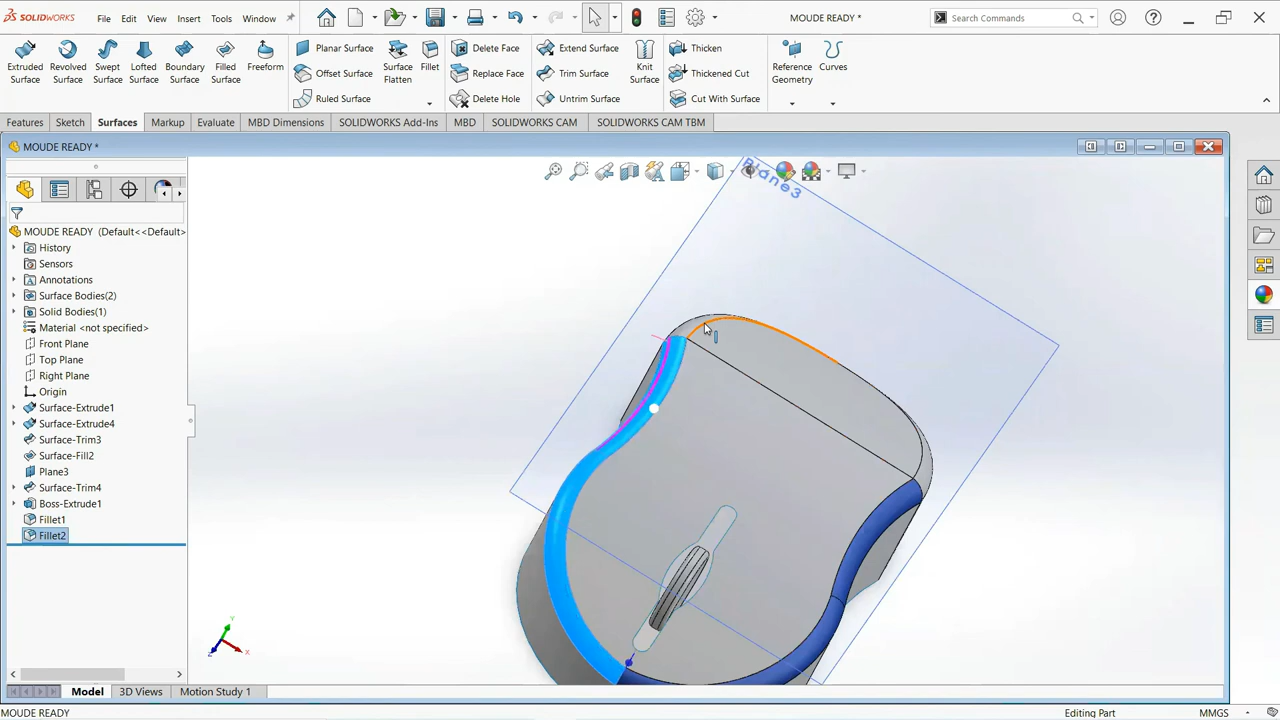 SOLIDWORKS
File
Edit
View
Insert
Tools
Window
MOUDE READY *
Search Commands
Extruded Surface
Revolved Surface
Swept Surface
Lofted Surface
Boundary Surface
Filled Surface
Freeform
Planar Surface
Offset Surface
Ruled Surface
Surface Flatten
Fillet
Delete Face
Replace Face
Delete Hole
Extend Surface
Trim Surface
Untrim Surface
Knit Surface
Thicken
Thickened Cut
Cut With Surface
Reference Geometry
Curves
Features
Sketch
Surfaces
Markup
Evaluate
MBD Dimensions
SOLIDWORKS Add-Ins
MBD
SOLIDWORKS CAM
SOLIDWORKS CAM TBM
MOUDE READY *
Plane3
MOUDE READY (Default<<Default>
History
Sensors
Annotations
Surface Bodies(2)
Solid Bodies(1)
Material <not specified>
Front Plane
Top Plane
Right Plane
Origin
Surface-Extrude1
Surface-Extrude4
Surface-Trim3
Surface-Fill2
Plane3
Surface-Trim4
Boss-Extrude1
Fillet1
Fillet2
Y
Z
X
Model
3D Views
Motion Study 1
MOUDE READY
Editing Part
MMGS